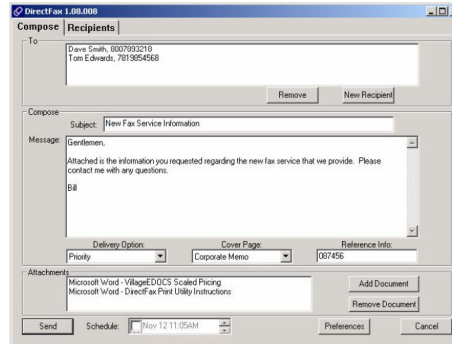 DirectFax 1.08.008
Compose Recipients
To
Dave Smith, 8007893218
Tom Edwards, 7819854568
Remove New Recipient
Compose
Subject: New Fax Service Information
Message: Gentlemen,
Attached is the information you requested regarding the new fax service that we provide. Please
contact me with any questions.
Bill
Delivery Option: Cover Page: Reference Info:
Priority Corporate Memo 087456
Attachments
Microsoft Word - VillageEDOCS Scaled Pricing
Microsoft Word - DirectFax Print Utility Instructions
Add Document
Remove Document
Send Schedule: Nov 12 11:05AM Preferences Cancel